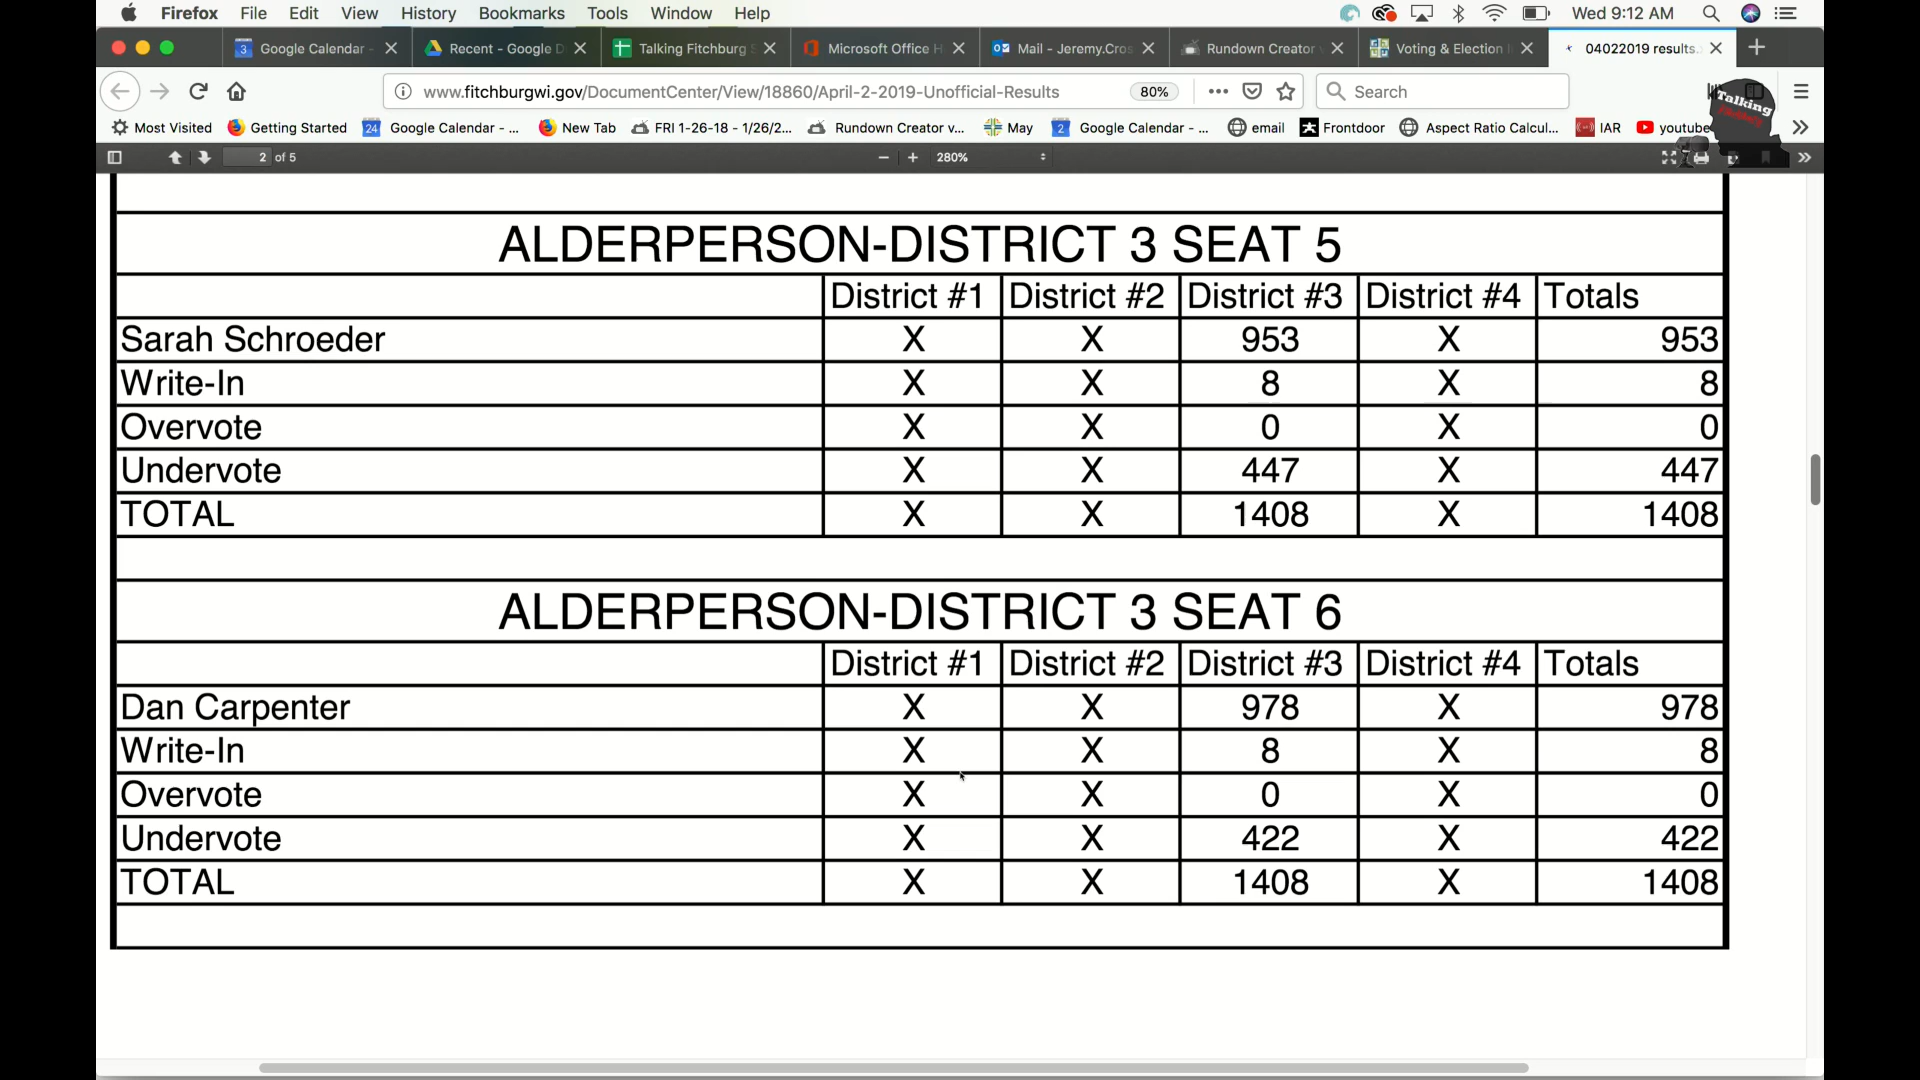 Firefox File Edit View History Bookmarks Tools Window Help Wed 9:12 AM
3 Google Calendar - Recent - Google D Talking Fitchburg S Microsoft Office H Mail - Jeremy.Cros Rundown Creator v Voting & Election 04022019 results.
www.fitchburgwi.gov/DocumentCenter/View/18860/April-2-2019-Unofficial-Results 80% Search
Most Visited Getting Started 24 Google Calendar - ... New Tab FRI 1-26-18 - 1/26/2... Rundown Creator v... May 2 Google Calendar - ... email Frontdoor Aspect Ratio Calcul... IAR youtube
Talking
2 of 5 280%
ALDERPERSON-DISTRICT 3 SEAT 5
District #1 District #2 District #3 District #4 Totals
Sarah Schroeder X X 953 X 953
Write-In X X 8 X 8
Overvote X X 0 X 0
Undervote X X 447 X 447
TOTAL X X 1408 X 1408
ALDERPERSON-DISTRICT 3 SEAT 6
District #1 District #2 District #3 District #4 Totals
Dan Carpenter X X 978 X 978
Write-In X X 8 X 8
Overvote X X 0 X 0
Undervote X X 422 X 422
TOTAL X X 1408 X 1408